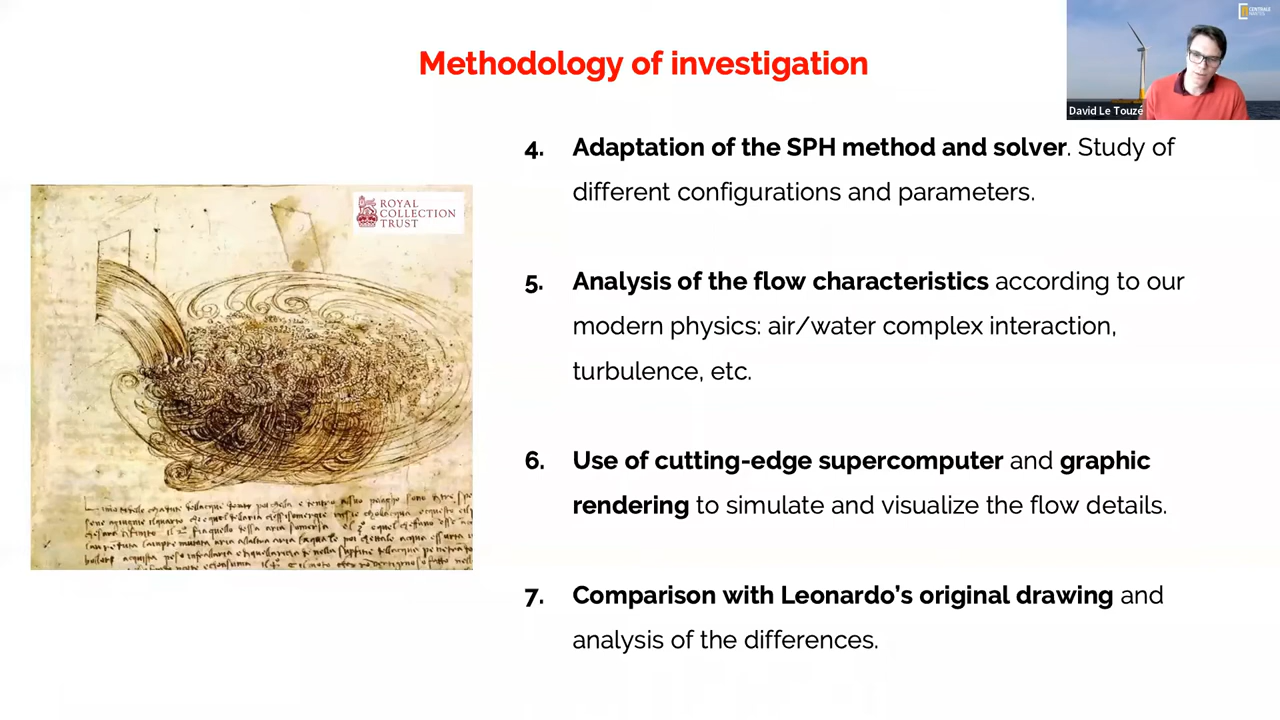 CENTRALE
NANTES
Methodology of investigation
David Le Touzé
4. Adaptation of the SPH method and solver. Study of
different configurations and parameters.
ROYAL
COLLECTION
TRUST
5. Analysis of the flow characteristics according to our
modern physics: air/water complex interaction,
turbulence, etc.
6. Use of cutting-edge supercomputer and graphic
rendering to simulate and visualize the flow details.
7. Comparison with Leonardo’s original drawing and
analysis of the differences.